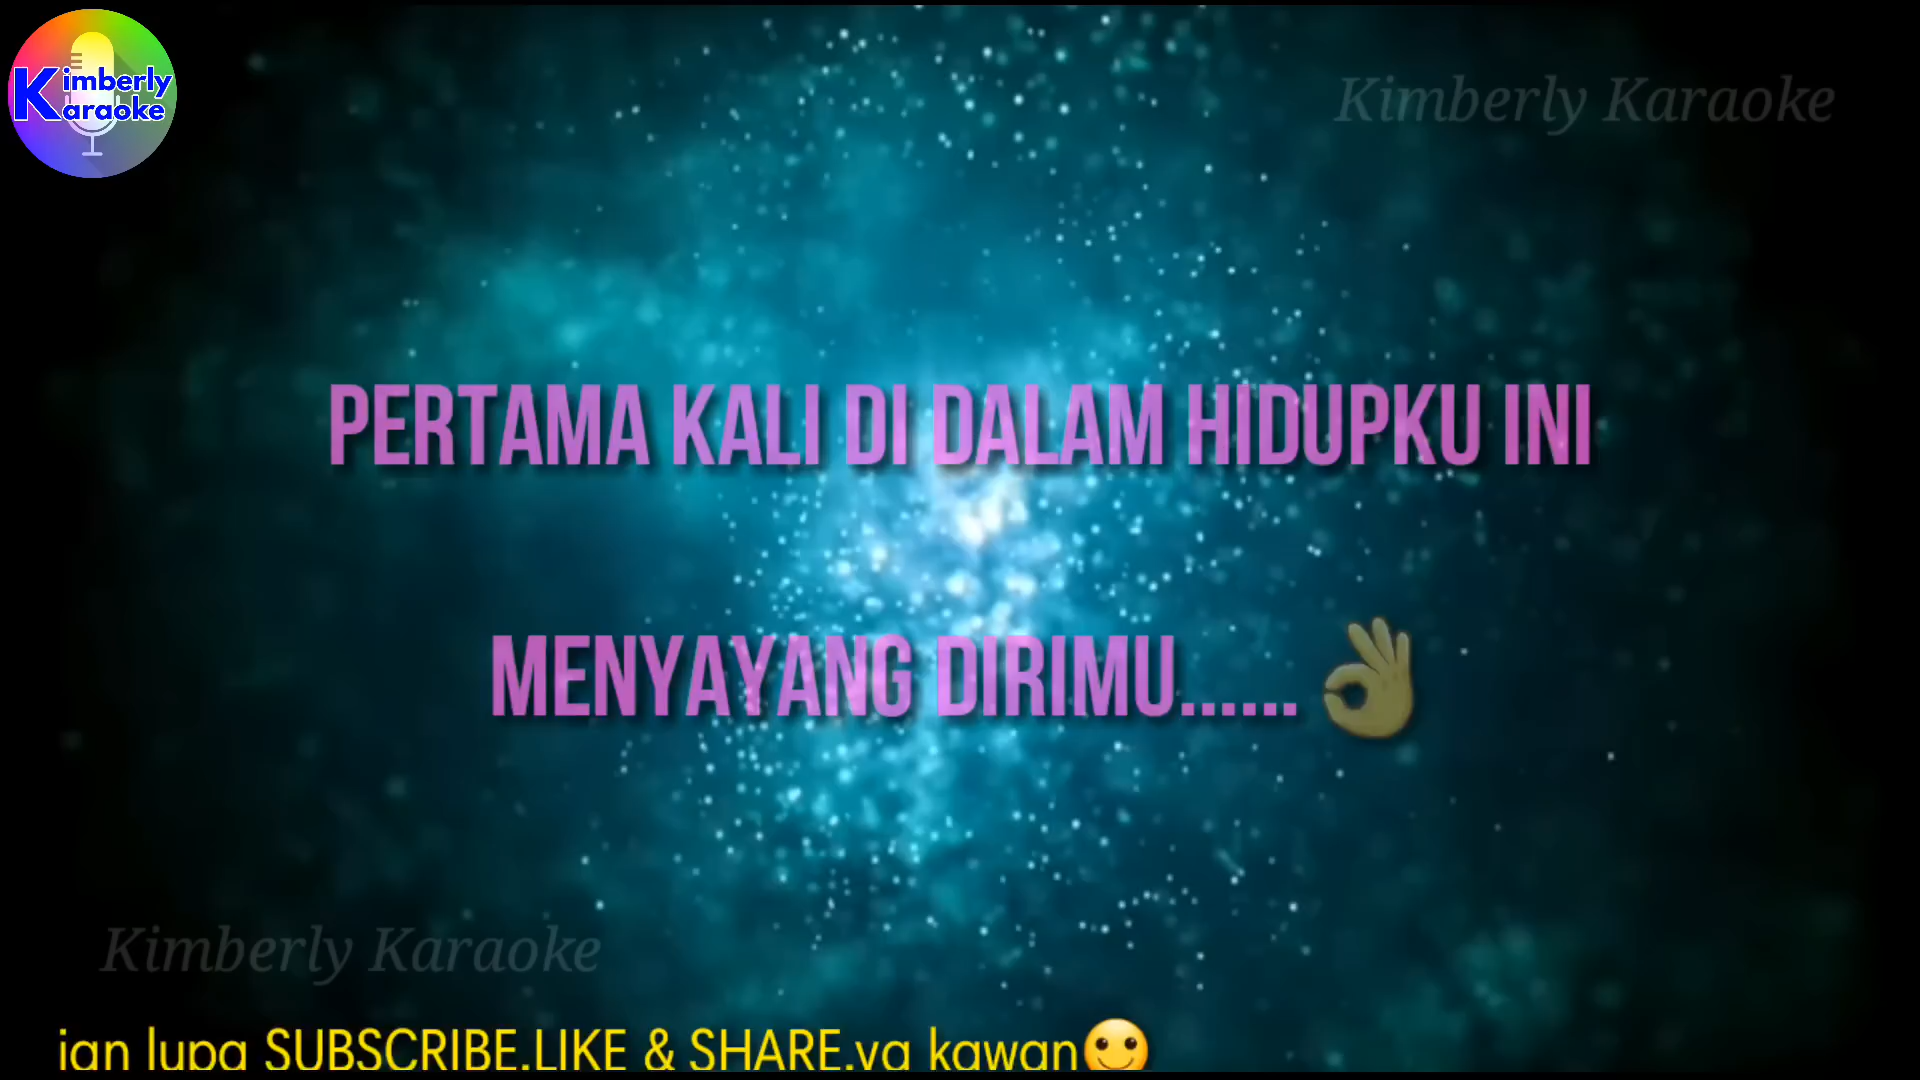 Kimberly
Karaoke
Kimberly Karaoke
PERTAMA KALI DI DALAM HIDUPKU INI
MENYAYANG DIRIMU......👌
Kimberly Karaoke
jan lupa SUBSCRIBE.LIKE & SHARE.ya kawan🙂